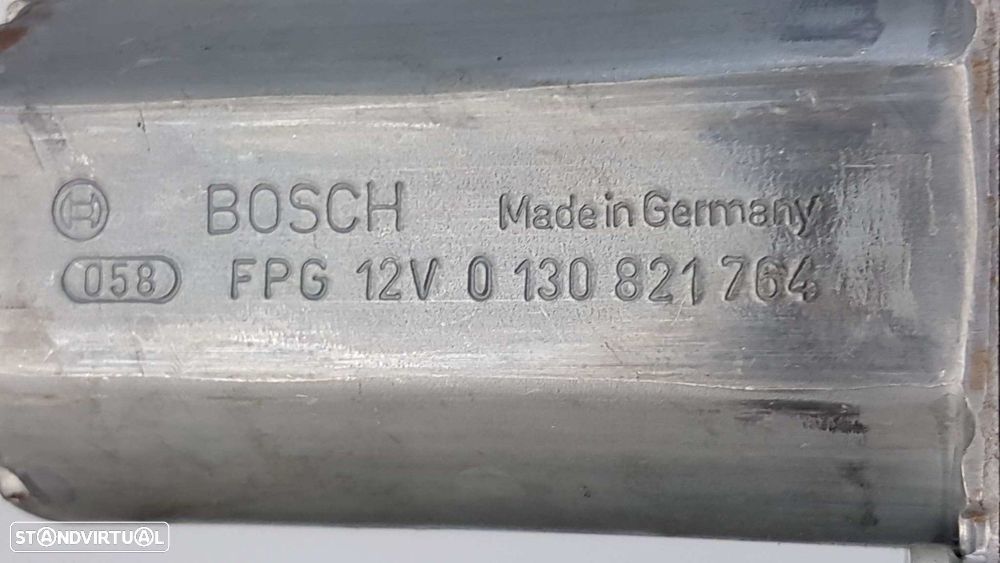 BOSCH Made in Germany
058 FPG 12V 0 130 821 764
STANDVIRTUAL